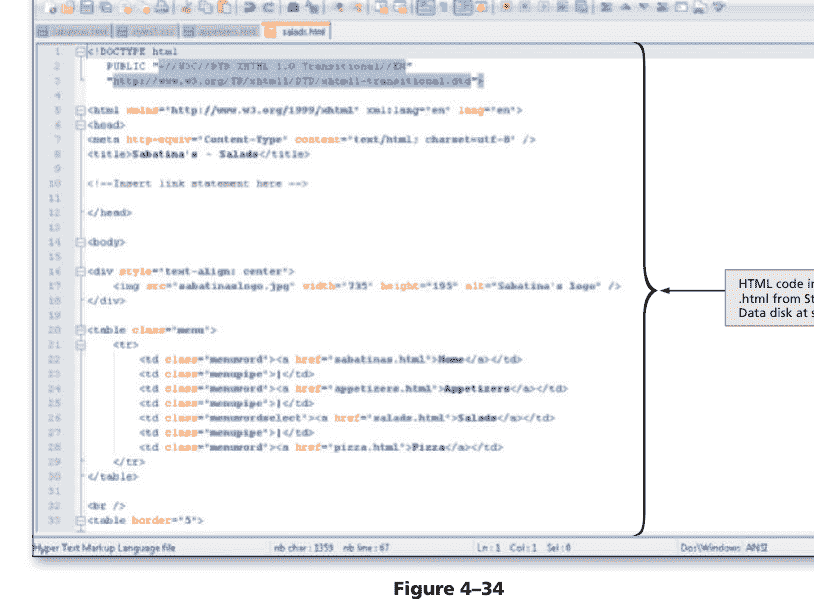 salads.html
1 <!DOCTYPE html
2 PUBLIC "-//W3C//DTD XHTML 1.0 Transitional//EN"
3 "http://www.w3.org/TR/xhtml1/DTD/xhtml1-transitional.dtd">
4
5 <html xmlns="http://www.w3.org/1999/xhtml" xml:lang="en" lang="en">
6 <head>
7 <meta http-equiv="Content-Type" content="text/html; charset=utf-8" />
8 <title>Sabatina's - Salads</title>
9
10 <!--Insert link statement here -->
11
12 </head>
13
14 <body>
15
16 <div style="text-align: center">
17 <img src="sabatinaslogo.jpg" width="735" height="195" alt="Sabatina's logo" />
18 </div>
19
20 <table class="menu">
21 <tr>
22 <td class="menuword"><a href="sabatinas.html">Home</a></td>
23 <td class="menupipe">|</td>
24 <td class="menuword"><a href="appetizers.html">Appetizers</a></td>
25 <td class="menupipe">|</td>
26 <td class="menuwordselect"><a href="salads.html">Salads</a></td>
27 <td class="menupipe">|</td>
28 <td class="menuword"><a href="pizza.html">Pizza</a></td>
29 </tr>
30 </table>
31
32 <br />
33 <table border="5">
HTML code in
.html from St
Data disk at s
Hyper Text Markup Language file nb char : 1359 nb line : 67 Ln : 1 Col : 1 Sel : 0 Dos\Windows ANSI
Figure 4–34